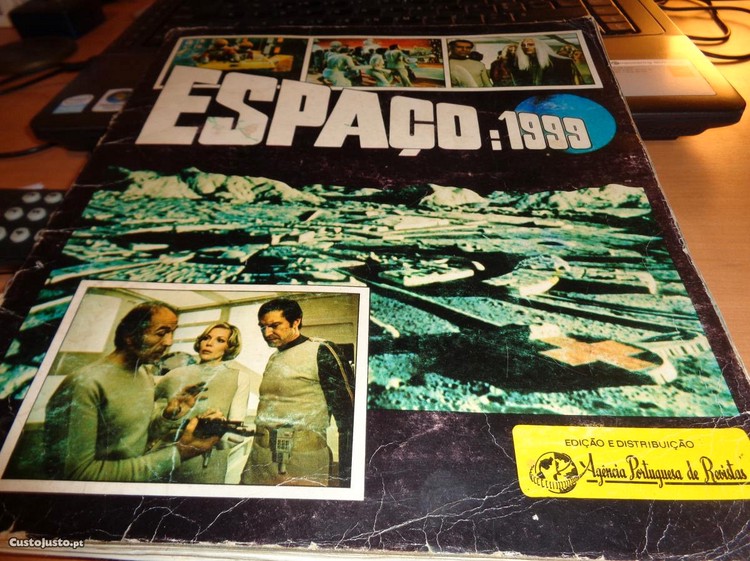 ESPAÇO: 1999
EDIÇÃO E DISTRIBUIÇÃO
Agência Portuguesa de Revistas
CustoJusto.pt